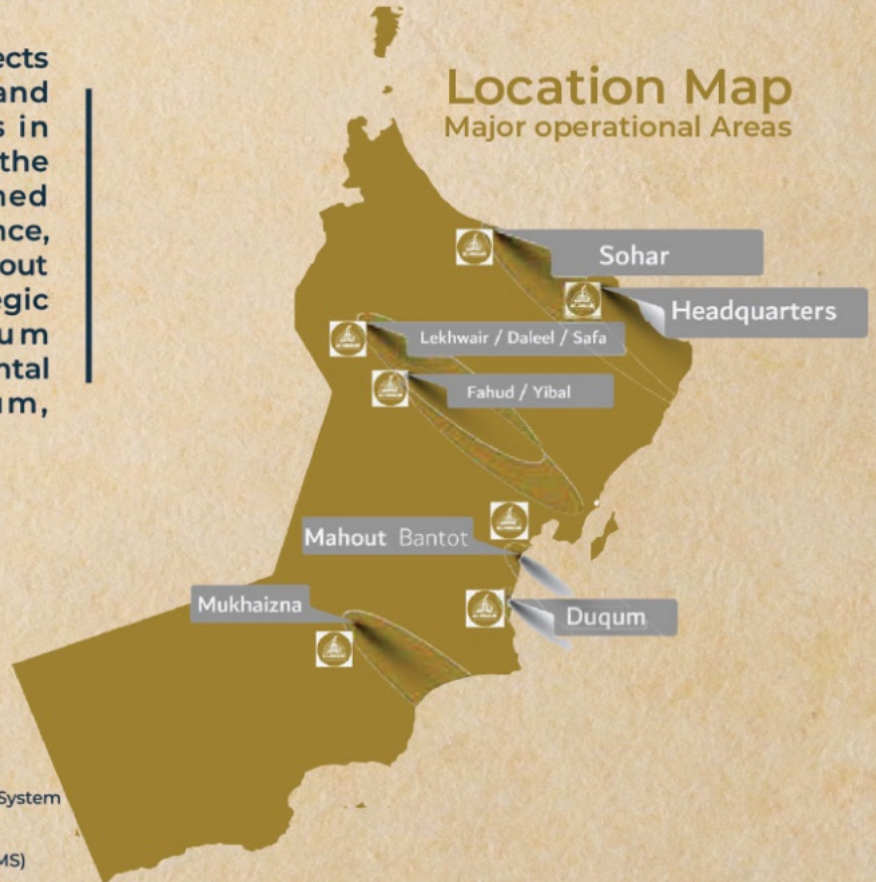 ects
and
s in
the
ned
nce,
out
egic
um
ntal
um,
Location Map
Major operational Areas
Sohar
Headquarters
Lekhwair / Daleel / Safa
Fahud / Yibal
Mahout Bantot
Mukhaizna
Duqum
System
MS)